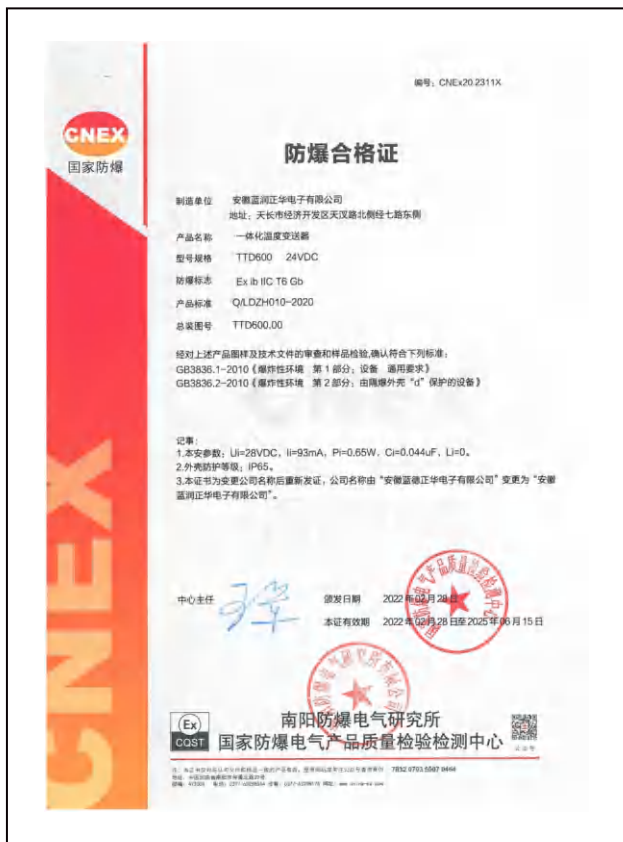 编号：CNEx20.2311X
CNEX
国家防爆
防爆合格证
制造单位 安徽蓝润正华电子有限公司
地址：天长市经济开发区天汊路北侧经七路东侧
产品名称 一体化温度变送器
型号规格 TTD600 24VDC
防爆标志 Ex ib IIC T6 Gb
产品标准 Q/LDZH010-2020
总装图号 TTD600.00
经对上述产品图样及技术文件的审查和样品检验,确认符合下列标准：
GB3836.1-2010《爆炸性环境 第1部分：设备 通用要求》
GB3836.2-2010《爆炸性环境 第2部分：由隔爆外壳“d”保护的设备》
记事：
1.本安参数：Ui=28VDC，Ii=93mA，Pi=0.65W，Ci=0.044uF，Li=0。
2.外壳防护等级：IP65。
3.本证书为变更公司名称后重新发证，公司名称由“安徽蓝德正华电子有限公司”变更为“安徽
蓝润正华电子有限公司”。
中心主任
颁发日期 2022年02月28日
本证有效期 2022年02月28日至2025年06月15日
CNEX
Ex
CQST
南阳防爆电气研究所
国家防爆电气产品质量检验检测中心